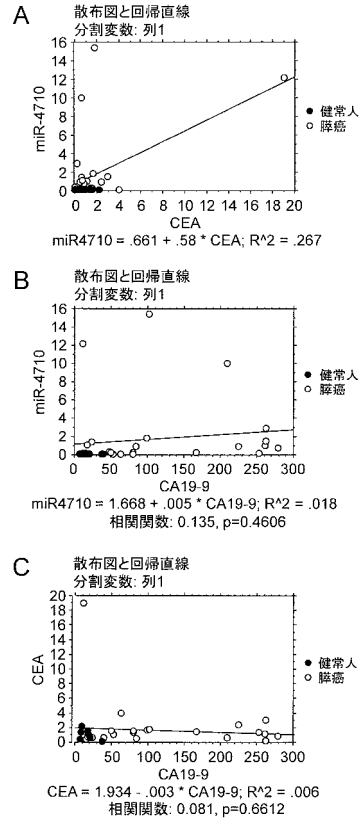 A
散布図と回帰直線
分割変数: 列1
16
14
12
10
8
6
4
2
0
miR-4710
0 2 4 6 8 10 12 14 16 18 20
CEA
健常人
膵癌
miR4710 = .661 + .58 * CEA; R^2 = .267
B
散布図と回帰直線
分割変数: 列1
16
14
12
10
8
6
4
2
0
miR-4710
0 50 100 150 200 250 300
CA19-9
健常人
膵癌
miR4710 = 1.668 + .005 * CA19-9; R^2 = .018
相関関数: 0.135, p=0.4606
C
散布図と回帰直線
分割変数: 列1
20
18
16
14
12
10
8
6
4
2
0
CEA
0 50 100 150 200 250 300
CA19-9
健常人
膵癌
CEA = 1.934 - .003 * CA19-9; R^2 = .006
相関関数: 0.081, p=0.6612